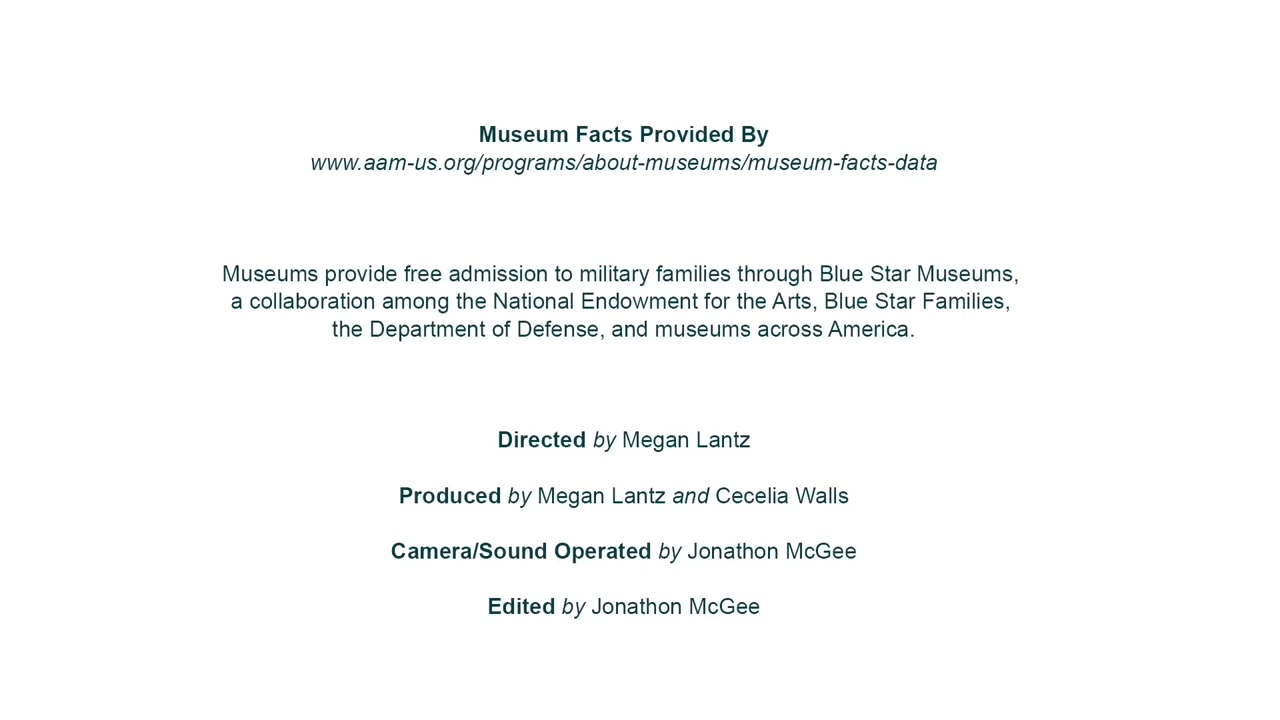 Museum Facts Provided By
www.aam-us.org/programs/about-museums/museum-facts-data
Museums provide free admission to military families through Blue Star Museums,
a collaboration among the National Endowment for the Arts, Blue Star Families,
the Department of Defense, and museums across America.
Directed by Megan Lantz
Produced by Megan Lantz and Cecelia Walls
Camera/Sound Operated by Jonathon McGee
Edited by Jonathon McGee